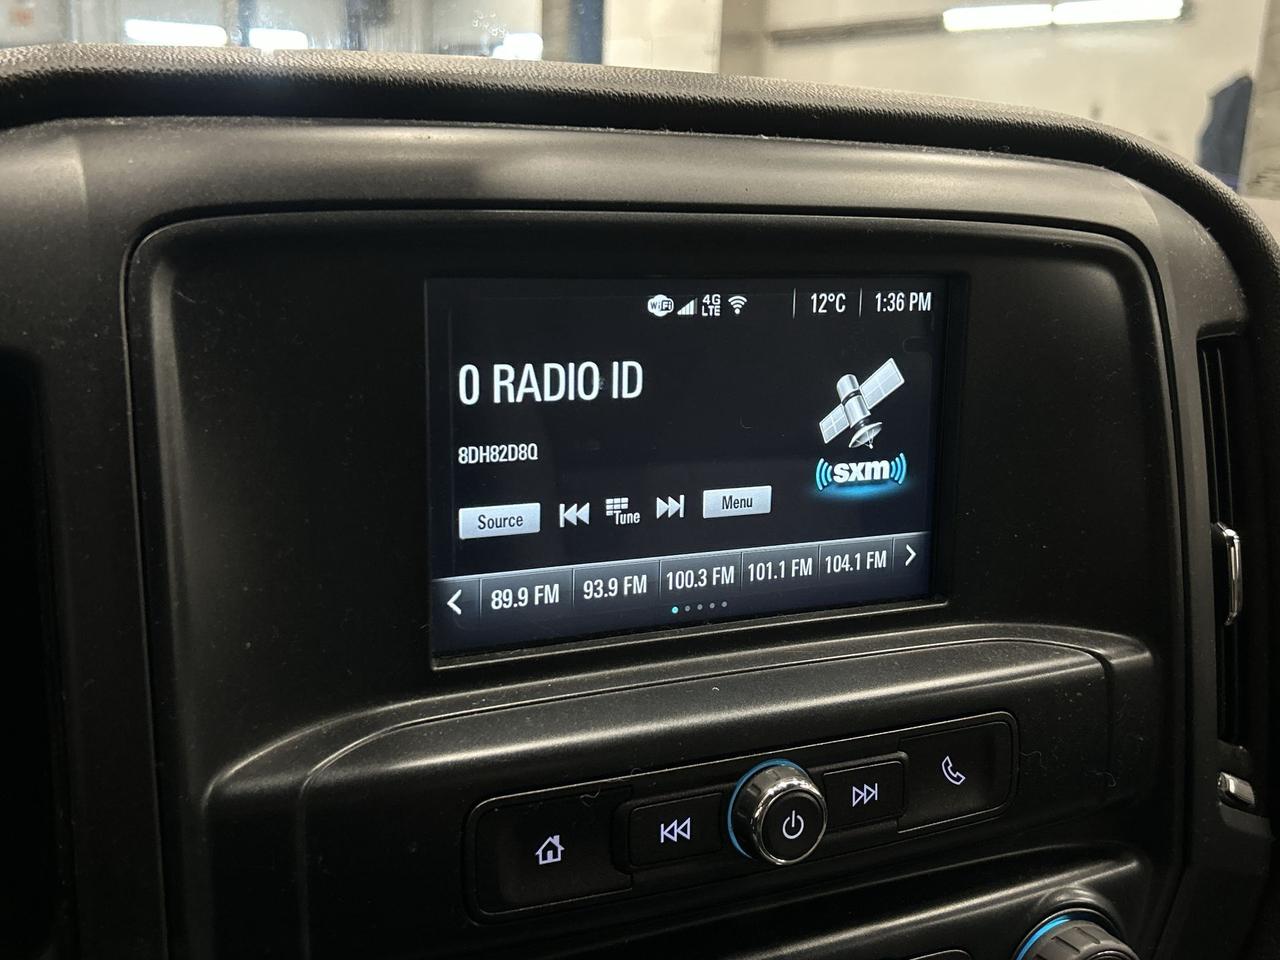 WiFi 4G LTE 12°C 1:36 PM
0 RADIO ID
8DH82D8Q
sxm
Source Tune Menu
89.9 FM 93.9 FM 100.3 FM 101.1 FM 104.1 FM